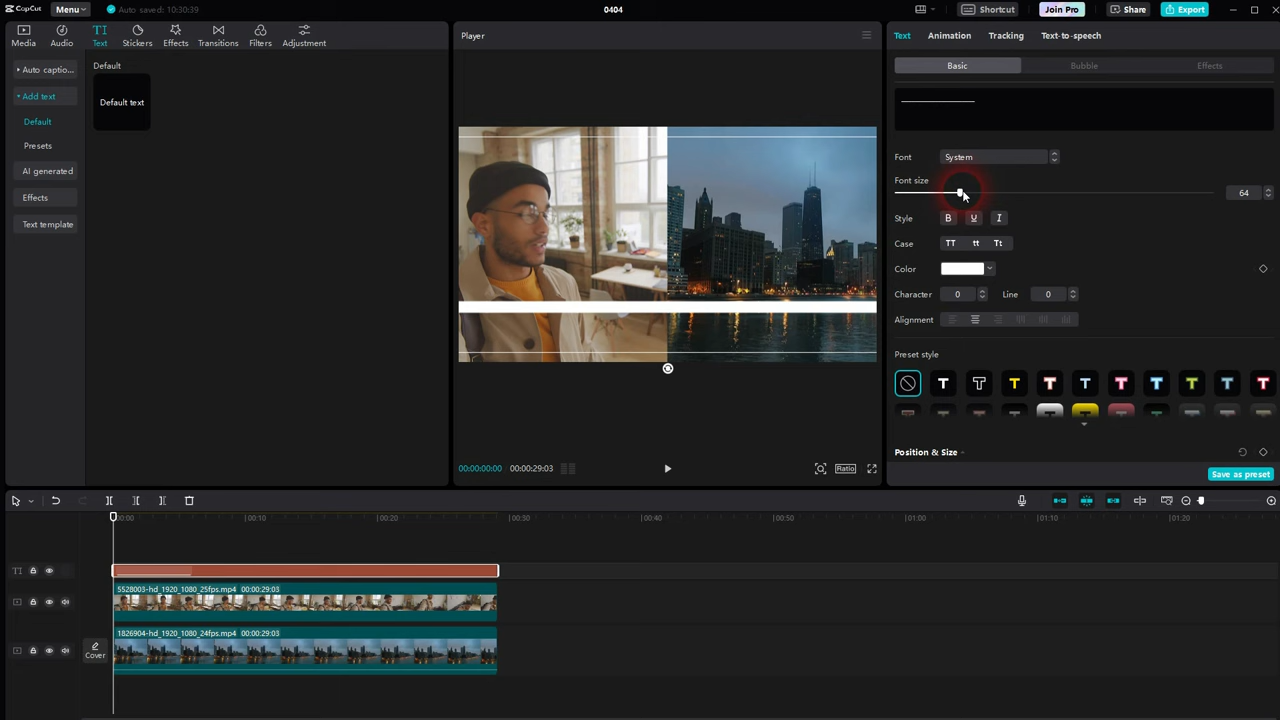 CapCut
Menu
Auto saved: 10:30:39
0404
Shortcut
Join Pro
Share
Export
Media
Audio
TI
Text
Stickers
Effects
Transitions
Filters
Adjustment
Auto captio...
Add text
Default
Presets
AI generated
Effects
Text template
Default
Default text
Player
00:00:00:00
00:00:29:03
Ratio
Text
Animation
Tracking
Text-to-speech
Basic
Bubble
Effects
Font
System
Font size
64
Style
B
U
I
Case
TT
tt
Tt
Color
Character
0
Line
0
Alignment
Preset style
T
T
T
T
T
T
T
T
T
T
Position & Size
Save as preset
00:00
00:10
00:20
00:30
00:40
00:50
01:00
01:10
01:20
TI
5528003-hd_1920_1080_25fps.mp4 00:00:29:03
1826904-hd_1920_1080_24fps.mp4 00:00:29:03
Cover